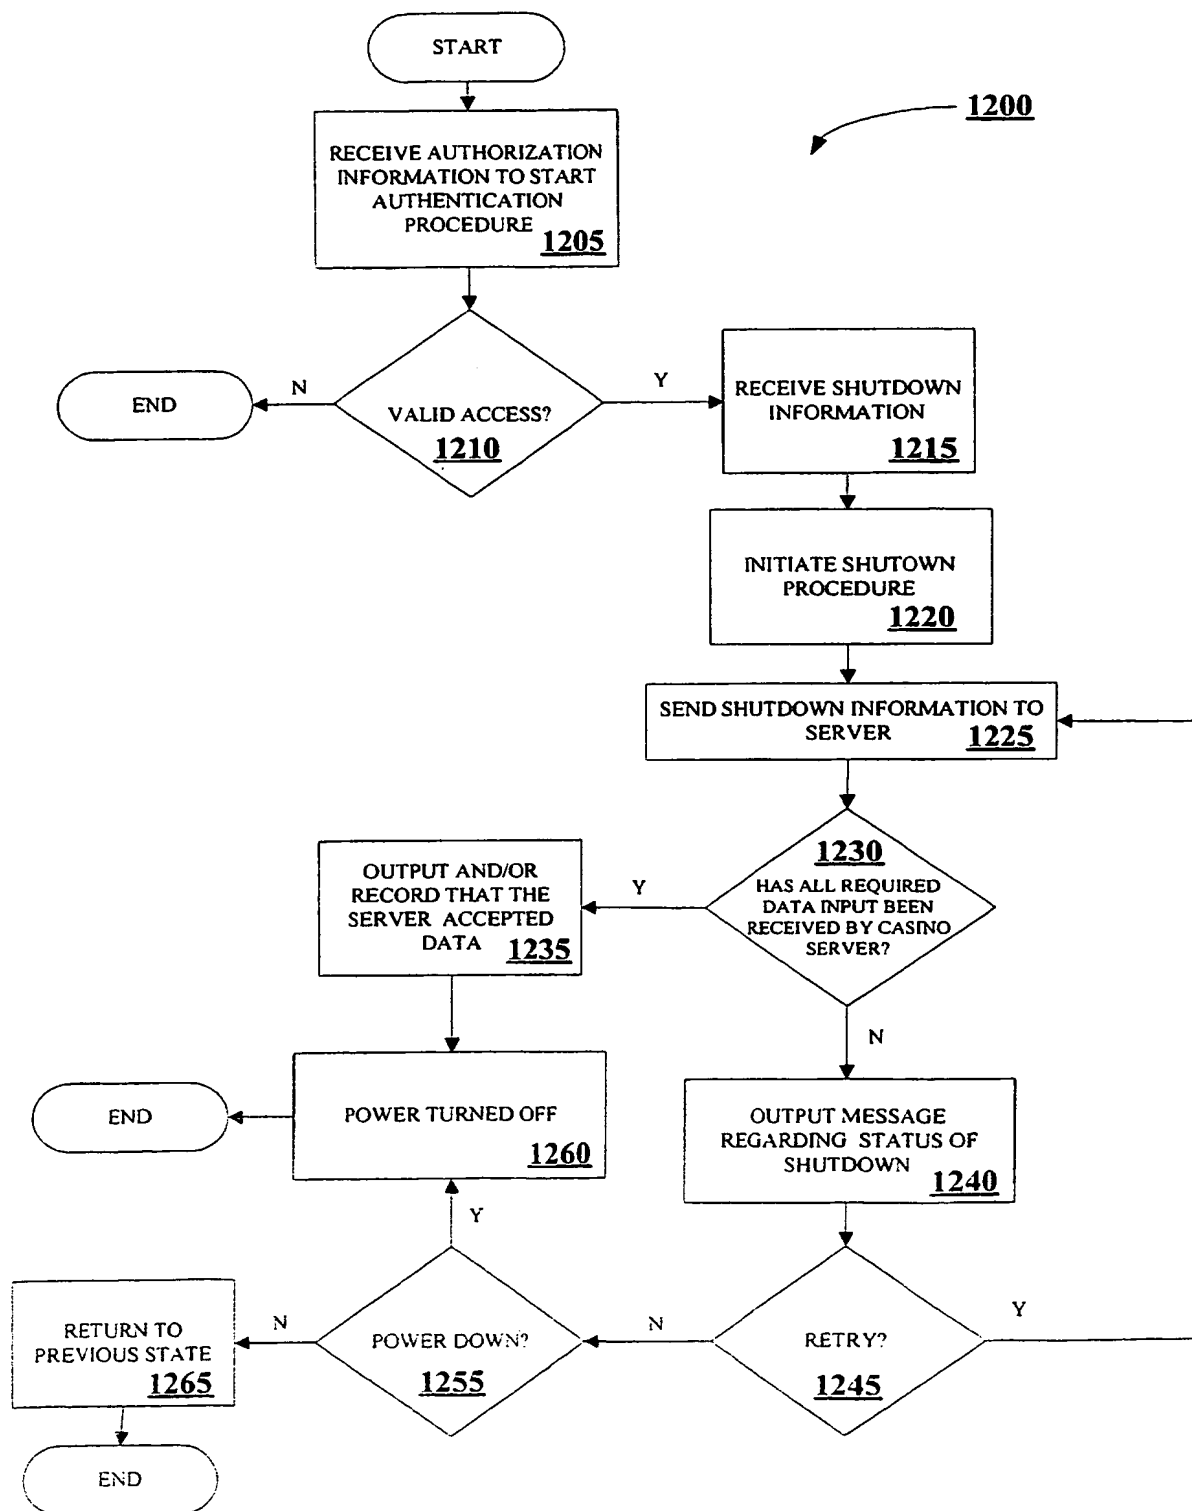 START
1200
RECEIVE AUTHORIZATION
INFORMATION TO START
AUTHENTICATION
PROCEDURE
1205
VALID ACCESS?
1210
N
END
Y
RECEIVE SHUTDOWN
INFORMATION
1215
INITIATE SHUTOWN
PROCEDURE
1220
SEND SHUTDOWN INFORMATION TO
SERVER
1225
1230
HAS ALL REQUIRED
DATA INPUT BEEN
RECEIVED BY CASINO
SERVER?
Y
OUTPUT AND/OR
RECORD THAT THE
SERVER ACCEPTED
DATA
1235
N
POWER TURNED OFF
1260
END
OUTPUT MESSAGE
REGARDING STATUS OF
SHUTDOWN
1240
Y
RETRY?
1245
Y
N
POWER DOWN?
1255
N
RETURN TO
PREVIOUS STATE
1265
END